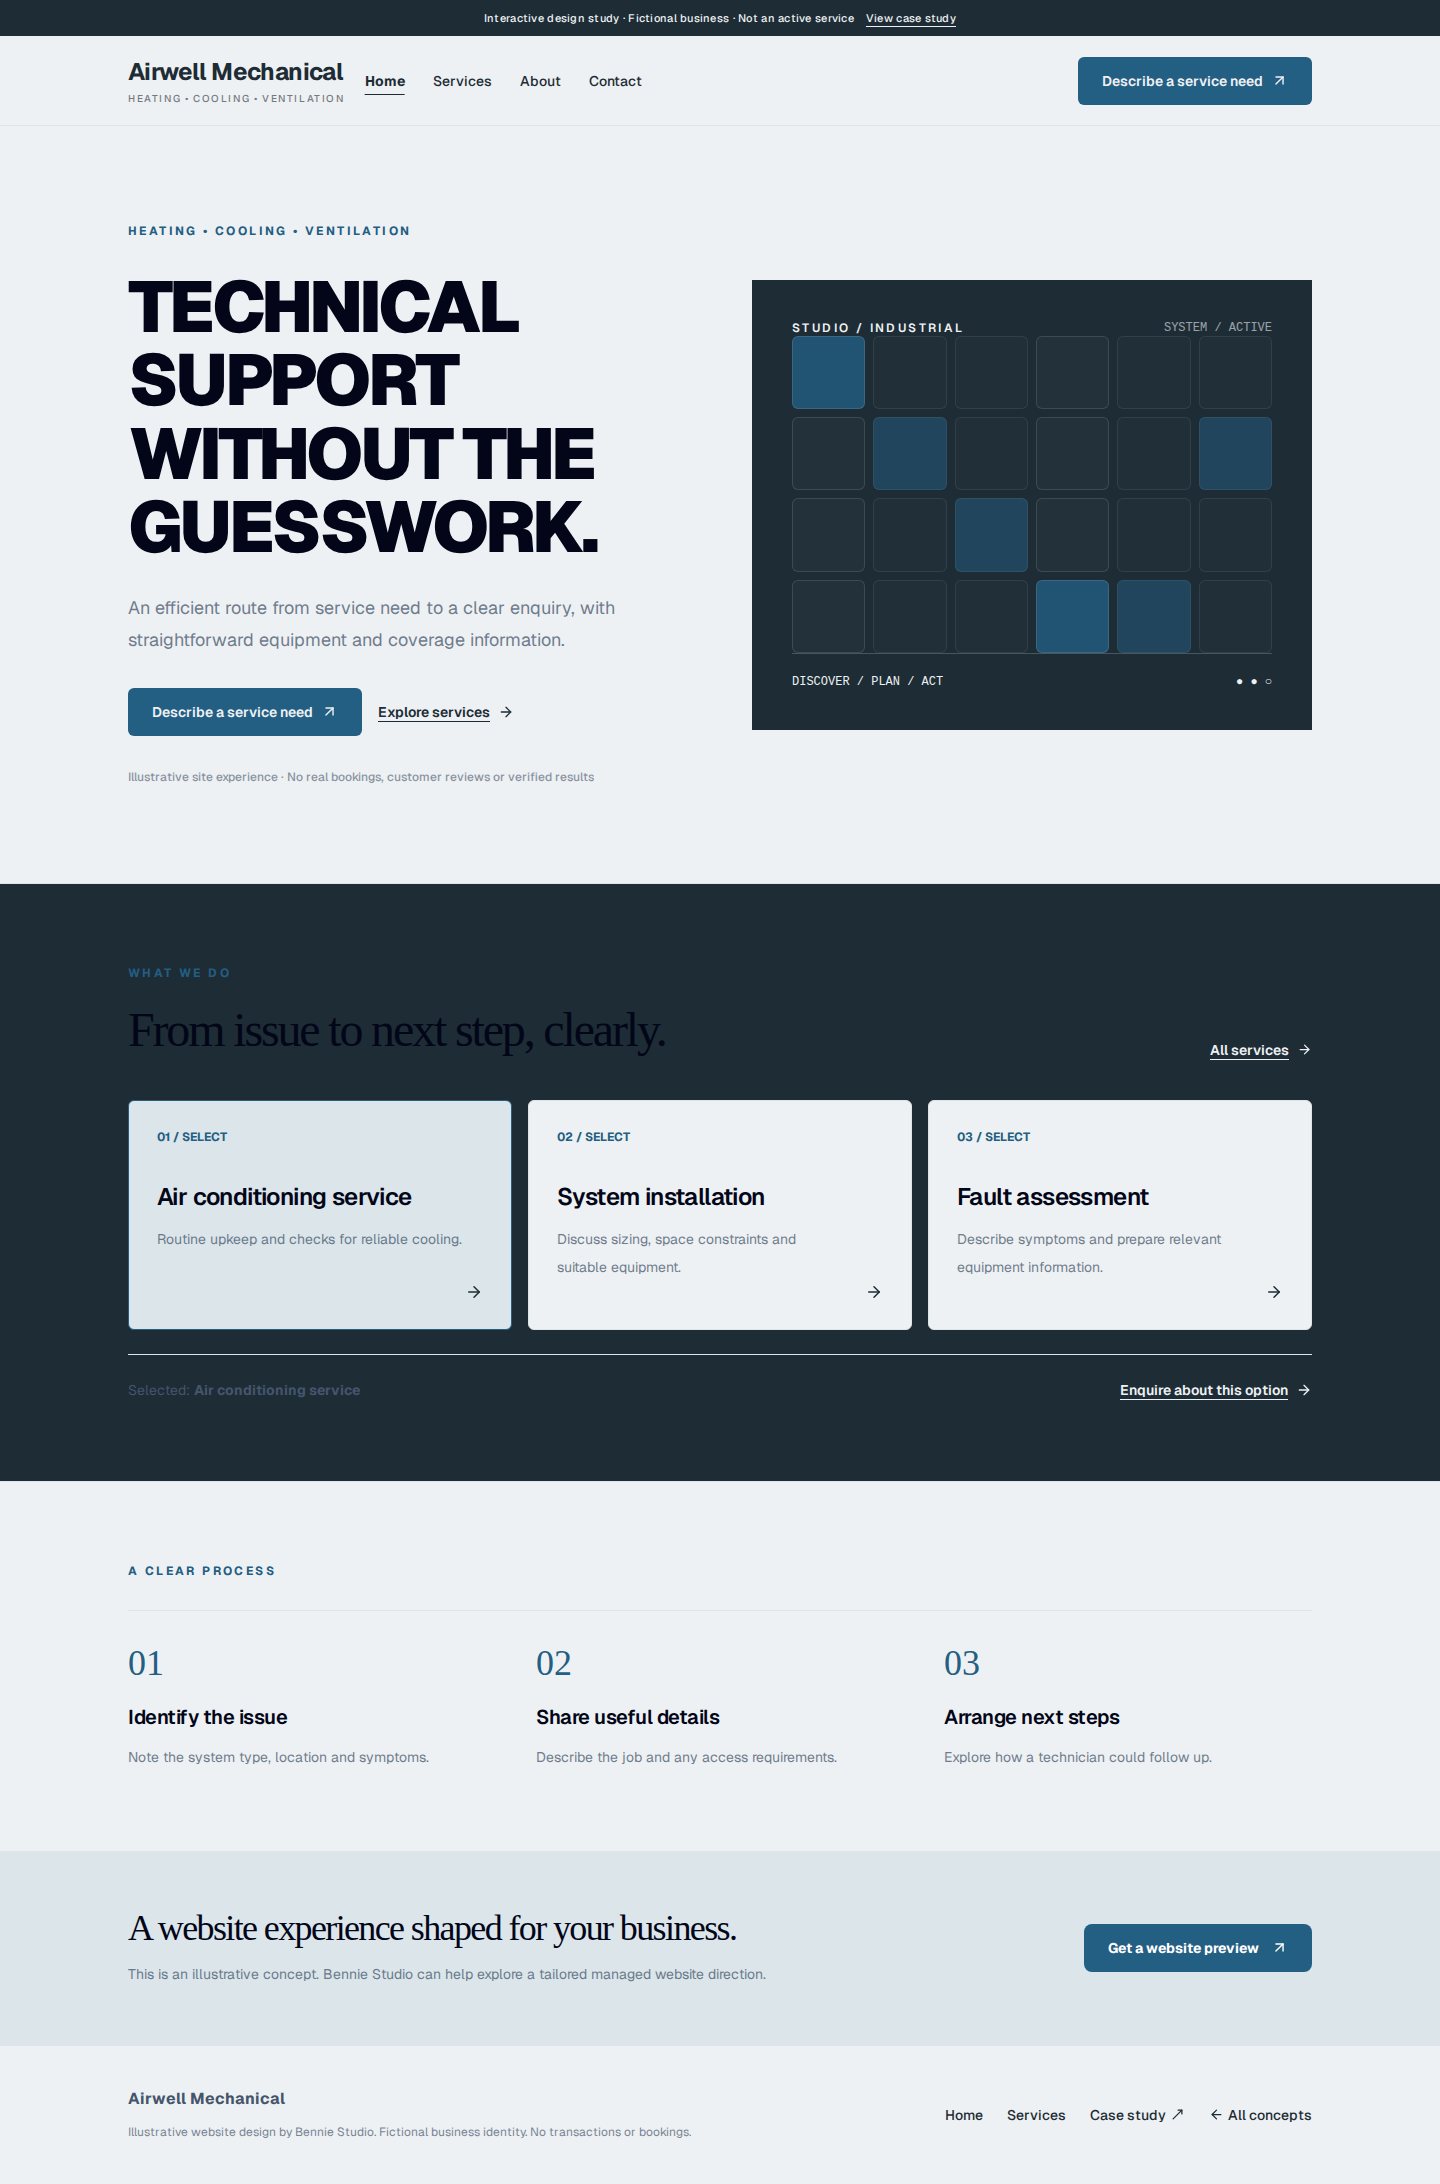 Interactive design study · Fictional business · Not an active service View case study
Airwell Mechanical
HEATING • COOLING • VENTILATION
Home Services About Contact
Describe a service need
HEATING • COOLING • VENTILATION
TECHNICAL
SUPPORT
WITHOUT THE
GUESSWORK.
An efficient route from service need to a clear enquiry, with
straightforward equipment and coverage information.
Describe a service need
Explore services →
Illustrative site experience · No real bookings, customer reviews or verified results
STUDIO / INDUSTRIAL
SYSTEM / ACTIVE
DISCOVER / PLAN / ACT
WHAT WE DO
From issue to next step, clearly.
All services →
01 / SELECT
Air conditioning service
Routine upkeep and checks for reliable cooling.
02 / SELECT
System installation
Discuss sizing, space constraints and
suitable equipment.
03 / SELECT
Fault assessment
Describe symptoms and prepare relevant
equipment information.
Selected: Air conditioning service
Enquire about this option →
A CLEAR PROCESS
01
Identify the issue
Note the system type, location and symptoms.
02
Share useful details
Describe the job and any access requirements.
03
Arrange next steps
Explore how a technician could follow up.
A website experience shaped for your business.
This is an illustrative concept. Bennie Studio can help explore a tailored managed website direction.
Get a website preview
Airwell Mechanical
Illustrative website design by Bennie Studio. Fictional business identity. No transactions or bookings.
Home Services Case study ↗ ← All concepts